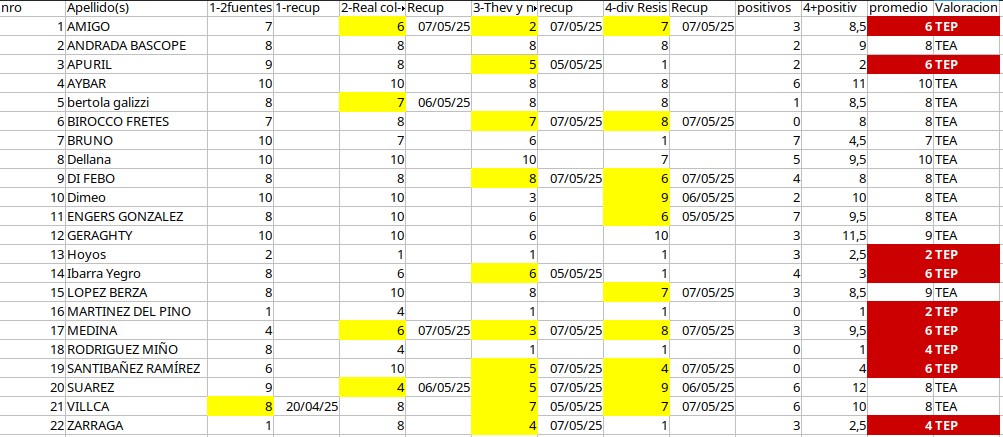 nro Apellido(s) 1-2fuentes 1-recup 2-Real col- Recup 3-Thev y n recup 4-div Resis Recup positivos 4+positiv promedio Valoracion
1 AMIGO 7 6 07/05/25 2 07/05/25 7 07/05/25 3 8,5 6 TEP
2 ANDRADA BASCOPE 8 8 8 8 2 9 8 TEA
3 APURIL 9 8 5 05/05/25 1 2 2 6 TEP
4 AYBAR 10 10 8 8 6 11 10 TEA
5 bertola galizzi 8 7 06/05/25 8 8 1 8,5 8 TEA
6 BIROCCO FRETES 7 8 7 07/05/25 8 07/05/25 0 8 8 TEA
7 BRUNO 10 7 6 1 7 4,5 7 TEA
8 Dellana 10 10 10 7 5 9,5 10 TEA
9 DI FEBO 8 8 8 07/05/25 6 07/05/25 4 8 8 TEA
10 Dimeo 10 10 3 9 06/05/25 2 10 8 TEA
11 ENGERS GONZALEZ 8 10 6 6 05/05/25 7 9,5 8 TEA
12 GERAGHTY 10 10 6 10 3 11,5 9 TEA
13 Hoyos 2 1 1 1 3 2,5 2 TEP
14 Ibarra Yegro 8 6 6 05/05/25 1 4 3 6 TEP
15 LOPEZ BERZA 8 10 8 7 07/05/25 3 8,5 9 TEA
16 MARTINEZ DEL PINO 1 4 1 1 0 1 2 TEP
17 MEDINA 4 6 07/05/25 3 07/05/25 8 07/05/25 3 9,5 6 TEP
18 RODRIGUEZ MIÑO 8 4 1 1 0 1 4 TEP
19 SANTIBAÑEZ RAMÍREZ 6 10 5 07/05/25 4 07/05/25 0 4 6 TEP
20 SUAREZ 9 4 06/05/25 5 07/05/25 9 06/05/25 6 12 8 TEA
21 VILLCA 8 20/04/25 8 7 05/05/25 7 07/05/25 6 10 8 TEA
22 ZARRAGA 1 8 4 07/05/25 1 3 2,5 4 TEP